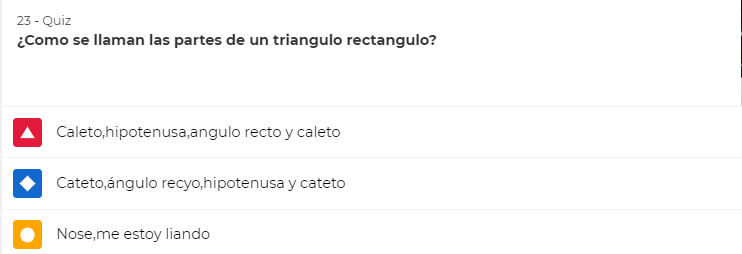 23 - Quiz
¿Como se llaman las partes de un triangulo rectangulo?
Caleto,hipotenusa,angulo recto y caleto
Cateto,ángulo recyo,hipotenusa y cateto
Nose,me estoy liando